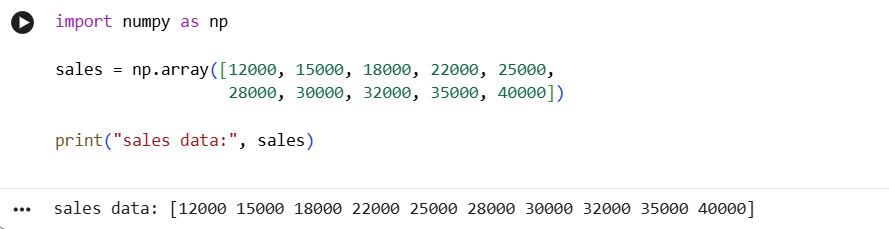 import numpy as np
sales = np.array([12000, 15000, 18000, 22000, 25000,
28000, 30000, 32000, 35000, 40000])
print("sales data:", sales)
sales data: [12000 15000 18000 22000 25000 28000 30000 32000 35000 40000]